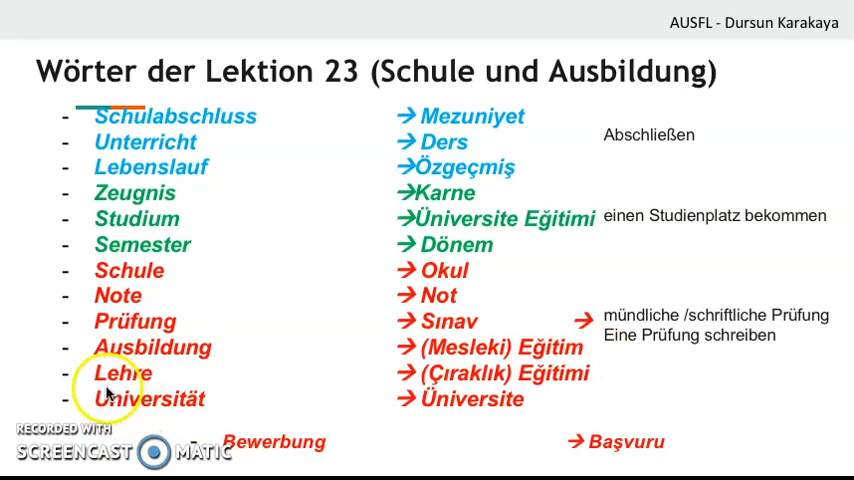 AUSFL - Dursun Karakaya
Wörter der Lektion 23 (Schule und Ausbildung)
- Schulabschluss → Mezuniyet
Abschließen
- Unterricht → Ders
- Lebenslauf →Özgeçmiş
- Zeugnis →Karne
- Studium →Üniversite Eğitimi einen Studienplatz bekommen
- Semester → Dönem
- Schule → Okul
- Note → Not
- Prüfung → Sınav → mündliche /schriftliche Prüfung
Eine Prüfung schreiben
- Ausbildung → (Mesleki) Eğitim
- Lehre → (Çıraklık) Eğitimi
- Universität → Üniversite
- Bewerbung → Başvuru
RECORDED WITH
SCREENCAST MATIC